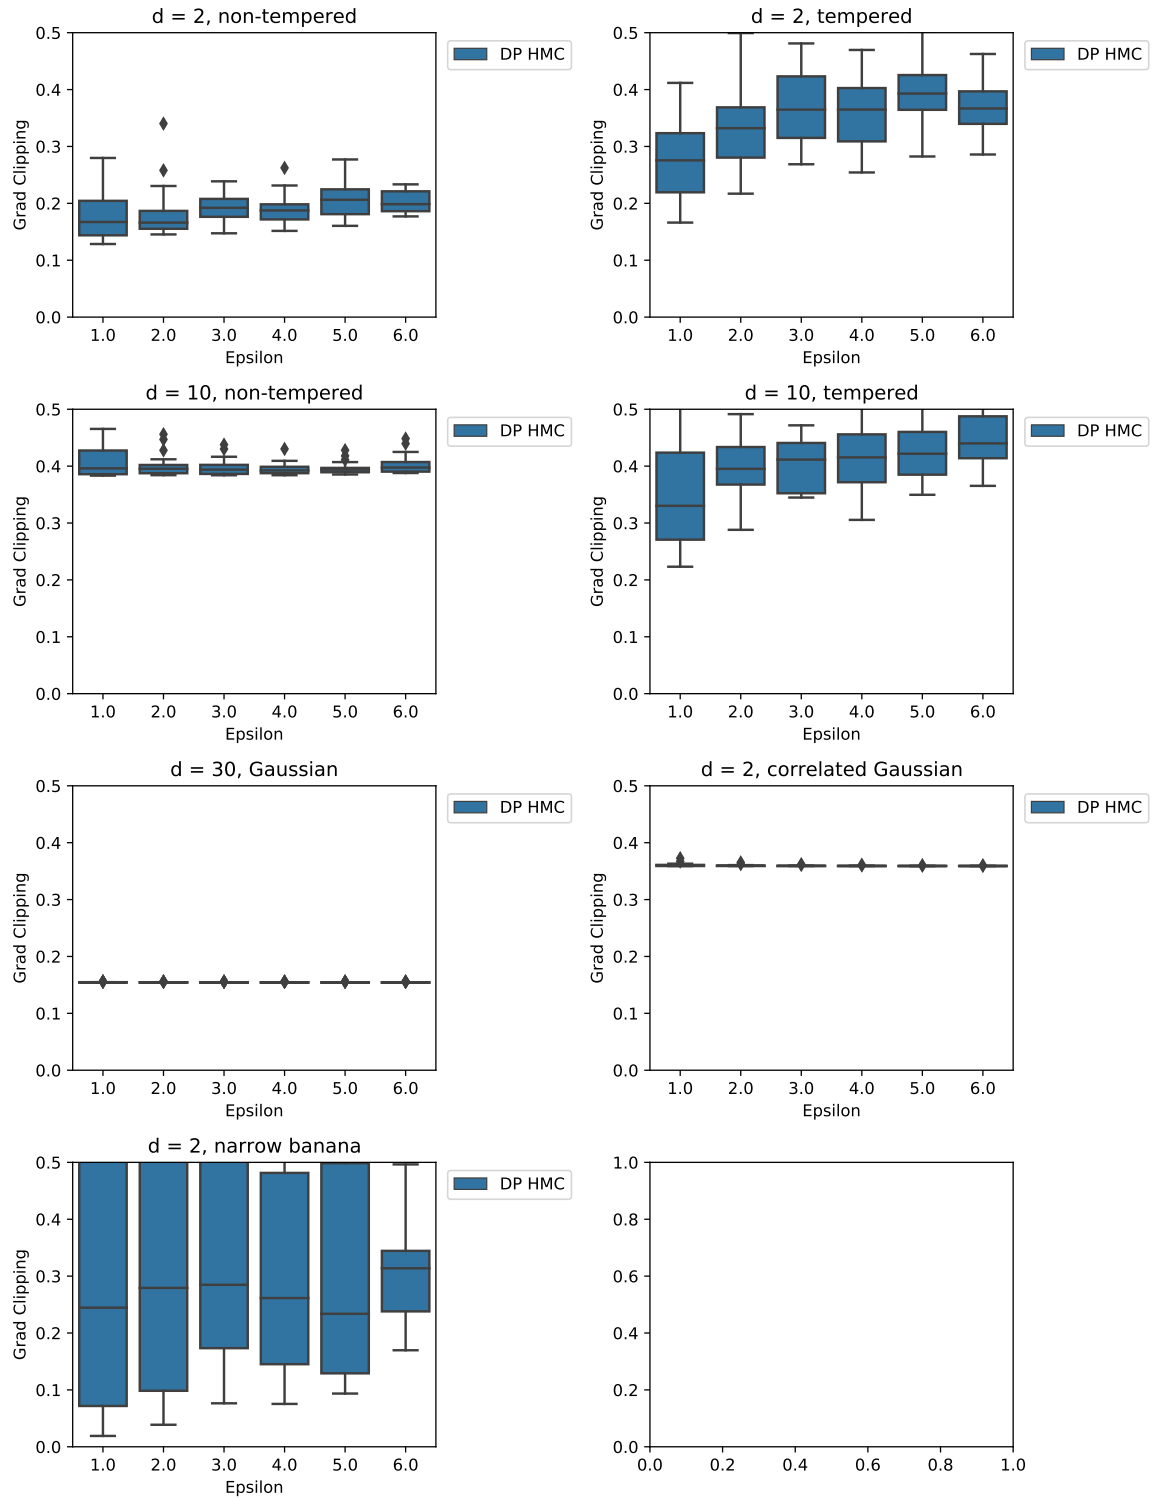 d = 2, non-tempered
Grad Clipping
0.5
0.4
0.3
0.2
0.1
0.0
1.0 2.0 3.0 4.0 5.0 6.0
Epsilon
DP HMC
d = 2, tempered
Grad Clipping
0.5
0.4
0.3
0.2
0.1
0.0
1.0 2.0 3.0 4.0 5.0 6.0
Epsilon
DP HMC
d = 10, non-tempered
Grad Clipping
0.5
0.4
0.3
0.2
0.1
0.0
1.0 2.0 3.0 4.0 5.0 6.0
Epsilon
DP HMC
d = 10, tempered
Grad Clipping
0.5
0.4
0.3
0.2
0.1
0.0
1.0 2.0 3.0 4.0 5.0 6.0
Epsilon
DP HMC
d = 30, Gaussian
Grad Clipping
0.5
0.4
0.3
0.2
0.1
0.0
1.0 2.0 3.0 4.0 5.0 6.0
Epsilon
DP HMC
d = 2, correlated Gaussian
Grad Clipping
0.5
0.4
0.3
0.2
0.1
0.0
1.0 2.0 3.0 4.0 5.0 6.0
Epsilon
DP HMC
d = 2, narrow banana
Grad Clipping
0.5
0.4
0.3
0.2
0.1
0.0
1.0 2.0 3.0 4.0 5.0 6.0
Epsilon
DP HMC
1.0
0.8
0.6
0.4
0.2
0.0
0.0 0.2 0.4 0.6 0.8 1.0